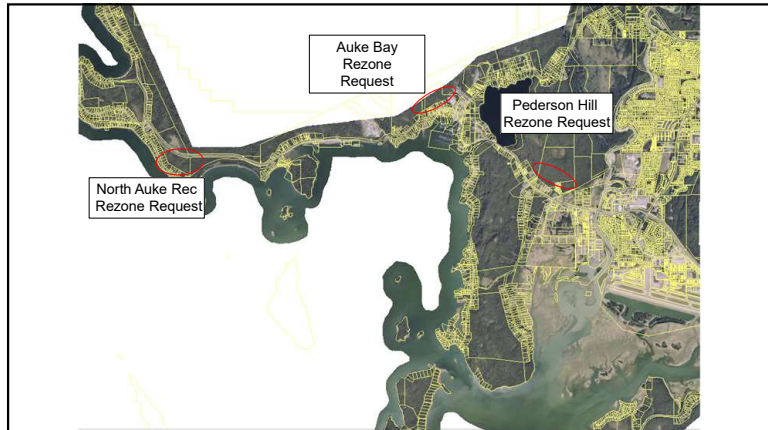 Auke Bay
Rezone
Request
Pederson Hill
Rezone Request
North Auke Rec
Rezone Request